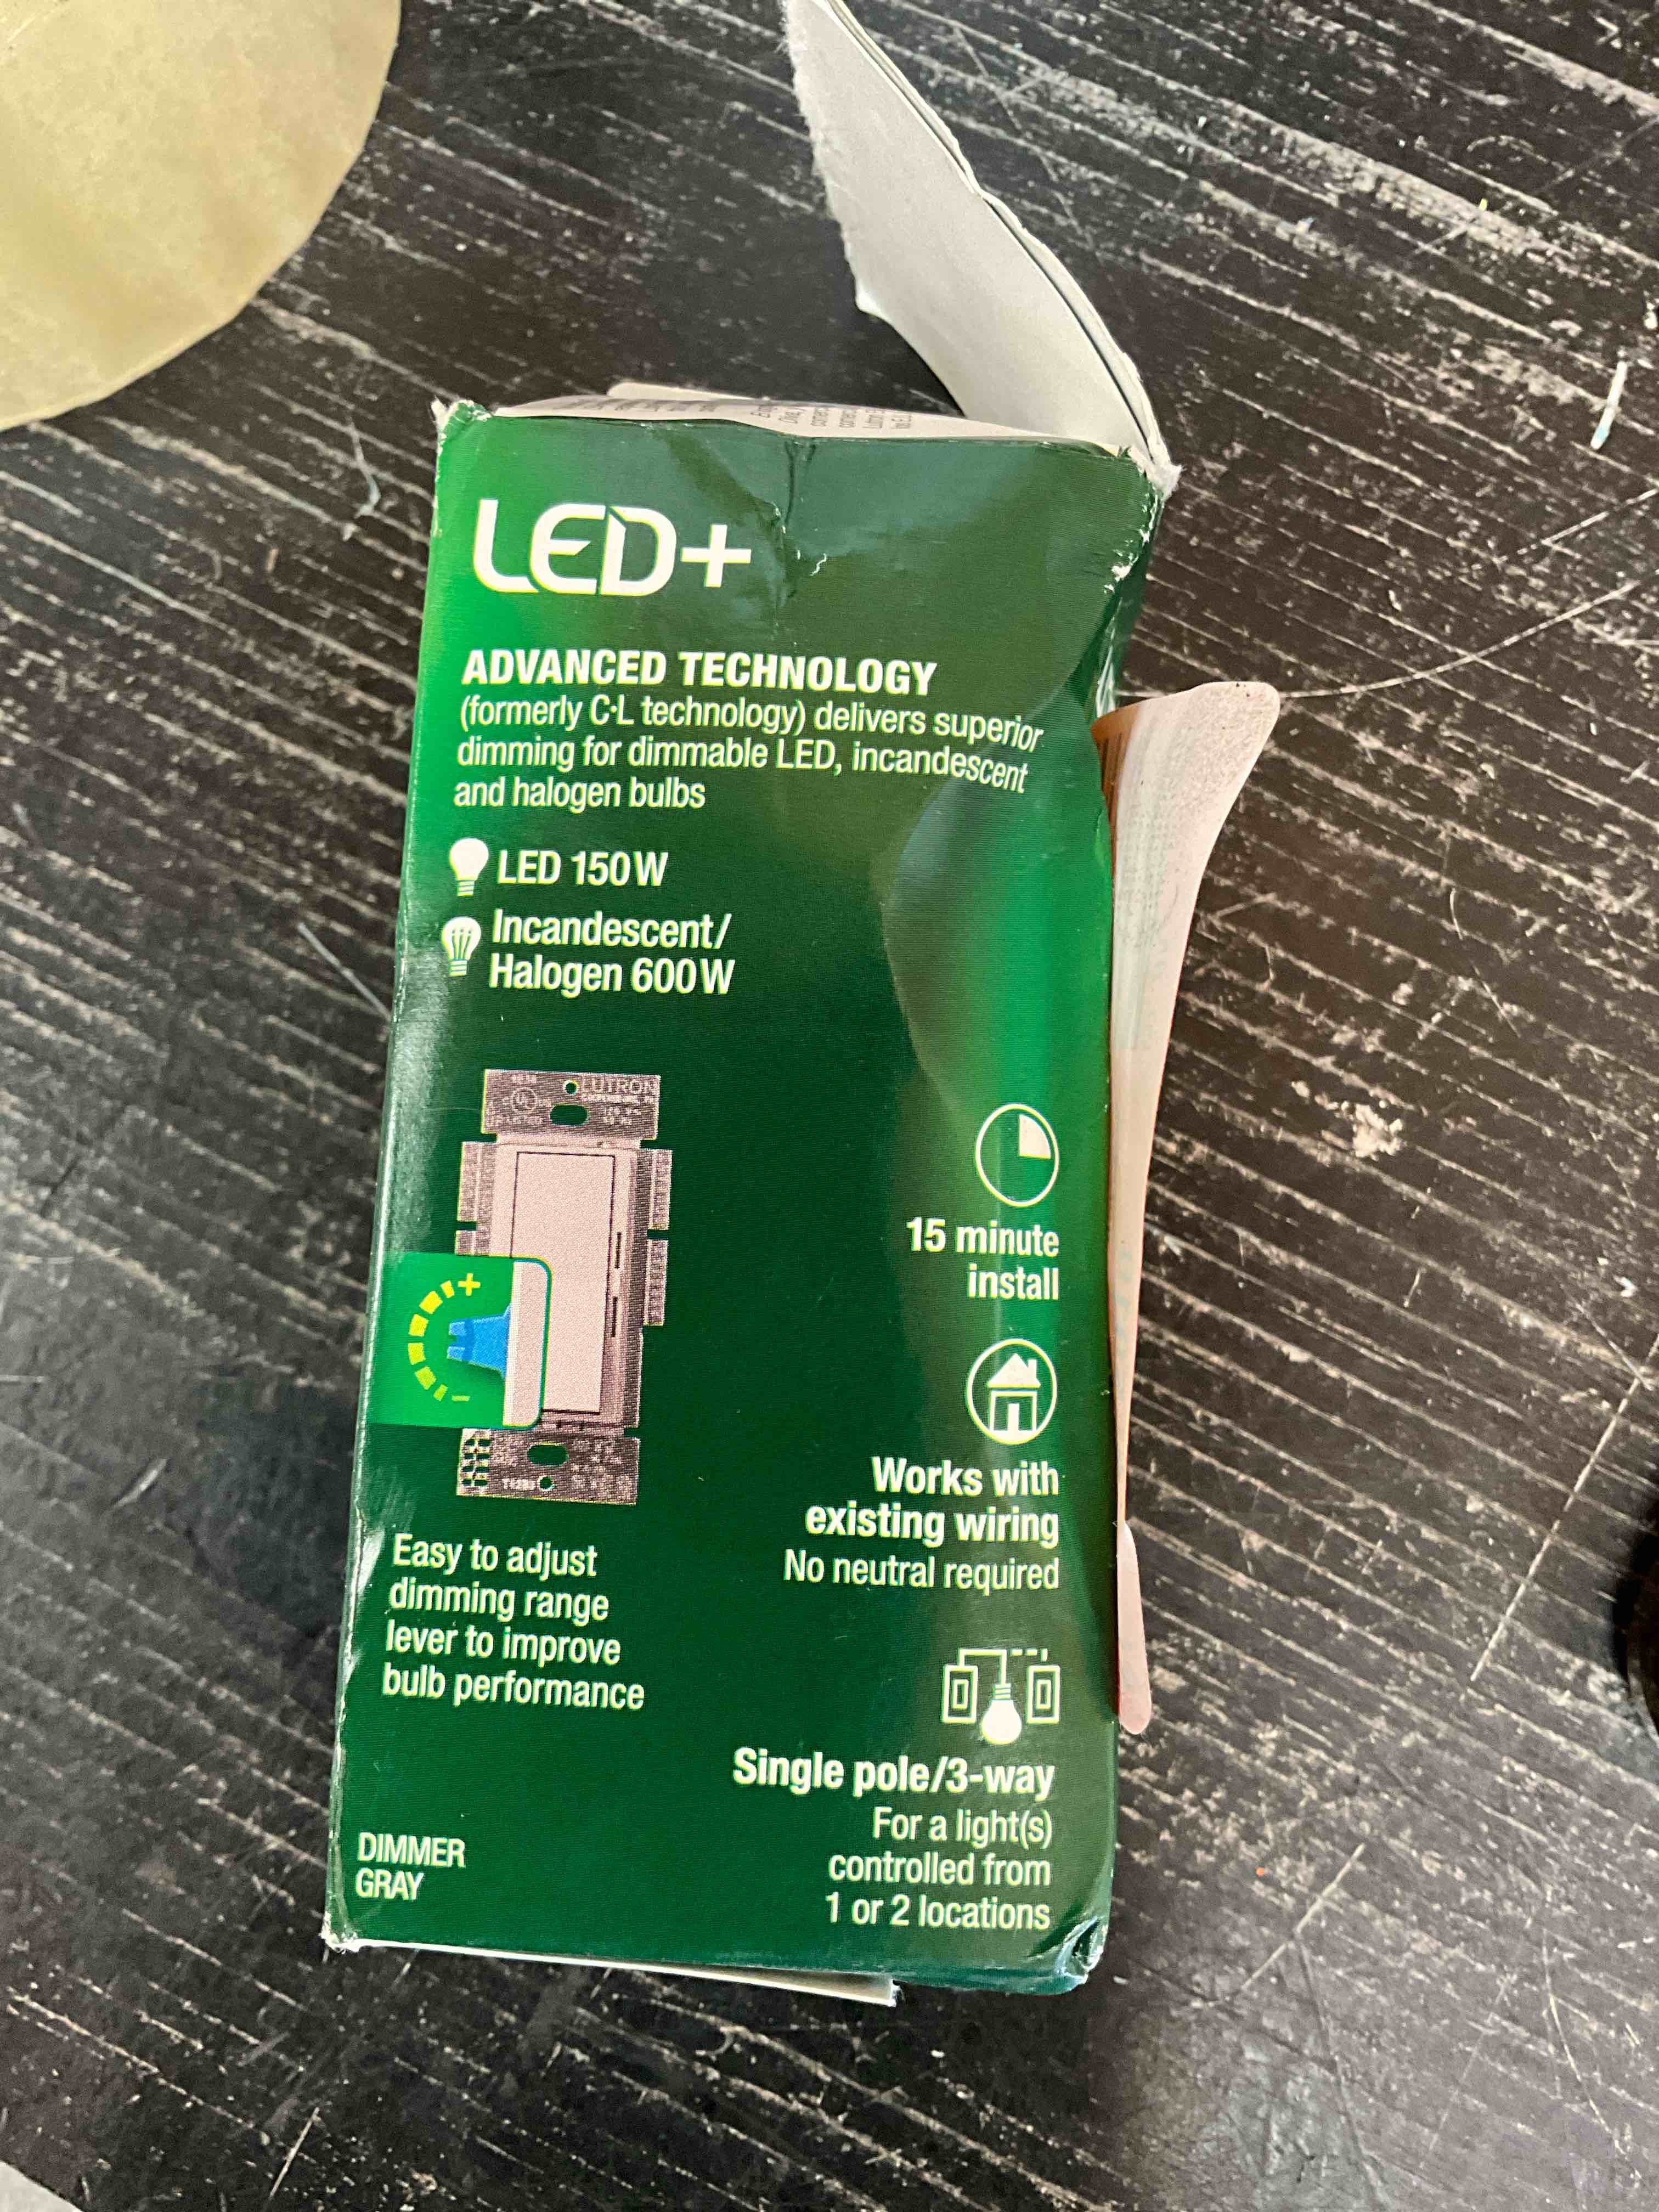 LED+
ADVANCED TECHNOLOGY
(formerly C•L technology) delivers superior
dimming for dimmable LED, incandescent
and halogen bulbs
LED 150W
Incandescent/
Halogen 600W
LUTRON
UL
+
-
Easy to adjust
dimming range
lever to improve
bulb performance
15 minute
install
Works with
existing wiring
No neutral required
Single pole/3-way
For a light(s)
controlled from
1 or 2 locations
DIMMER
GRAY